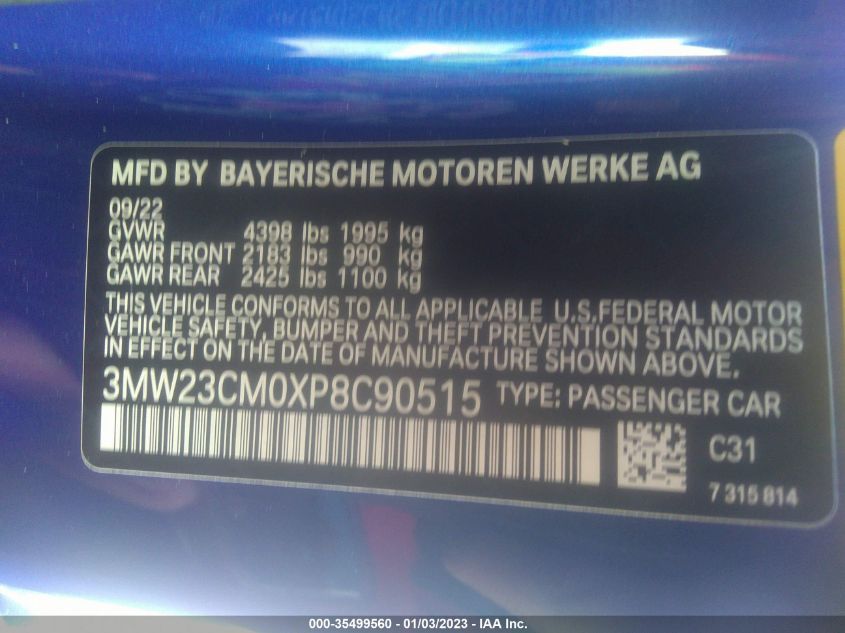 MFD BY BAYERISCHE MOTOREN WERKE AG
09/22
GVWR 4398 lbs 1995 kg
GAWR FRONT 2183 lbs 990 kg
GAWR REAR 2425 lbs 1100 kg
THIS VEHICLE CONFORMS TO ALL APPLICABLE U.S.FEDERAL MOTOR
VEHICLE SAFETY, BUMPER AND THEFT PREVENTION STANDARDS
IN EFFECT ON THE DATE OF MANUFACTURE SHOWN ABOVE.
3MW23CM0XP8C90515 TYPE: PASSENGER CAR
C31
7 315 814
000-35499560 - 01/03/2023 - IAA Inc.